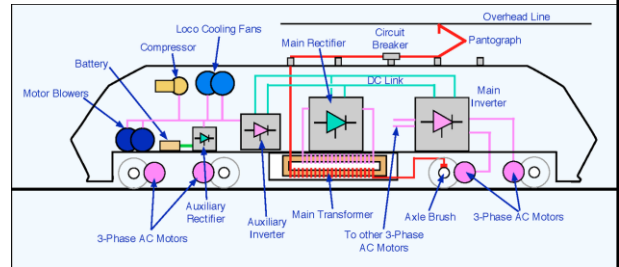 Overhead Line
Loco Cooling Fans
Circuit
Breaker
Main Rectifier
Pantograph
Compressor
Battery
DC Link
Main
Inverter
Motor Blowers
Auxiliary
Rectifier
Auxiliary
Inverter
Main Transformer
Axle Brush
3-Phase AC Motors
3-Phase AC Motors
To other 3-Phase
AC Motors